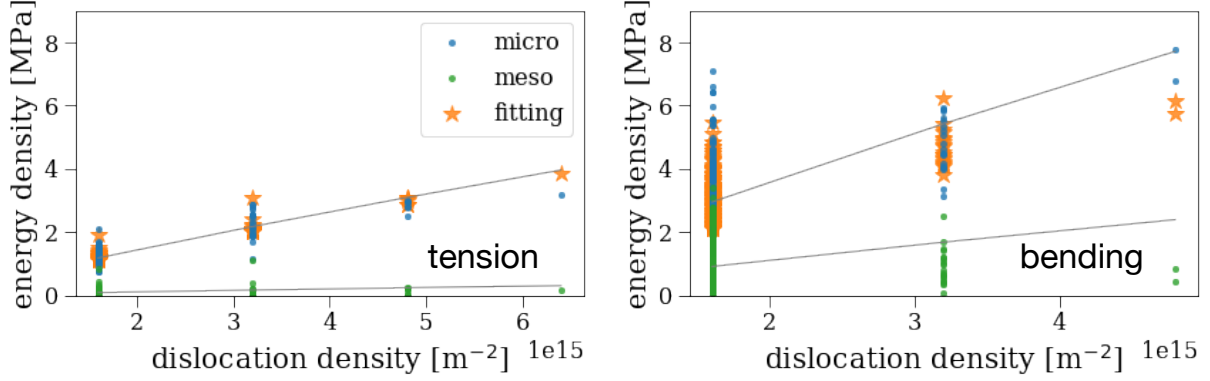 energy density [MPa]
8
6
4
2
0
micro
meso
fitting
tension
2
3
4
5
6
1e15
dislocation density [m⁻²]
energy density [MPa]
8
6
4
2
0
bending
2
3
4
1e15
dislocation density [m⁻²]